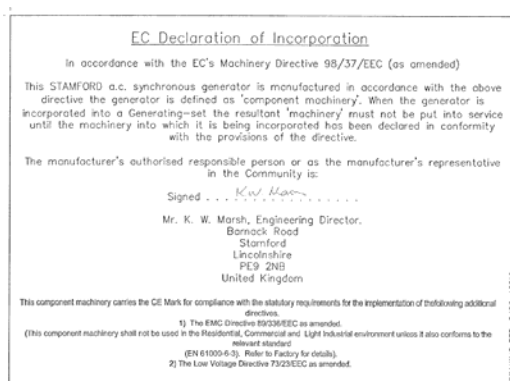 EC Declaration of Incorporation
in accordance with the EC's Machinery Directive 98/37/EEC (as amended)
This STAMFORD a.c. synchronous generator is manufactured in accordance with the above
directive the generator is defined as 'component machinery'. When the generator is
incorporated into a Generating-set the resultant 'machinery' must not be put into service
until the machinery into which it is being incorporated has been declared in conformity
with the provisions of the directive.
The manufacturer's authorised responsible person or as the manufacturer's representative
in the Community is:
Signed . . . . . . . . . . . . . . . . .
Mr. K. W. Marsh, Engineering Director.
Barnack Road
Stamford
Lincolnshire
PE9 2NB
United Kingdom
This component machinery carries the CE Mark for compliance with the statutory requirements for the implementation of thefollowing additional
directives.
1) The EMC Directive 89/336/EEC as amended.
(This component machinery shall not be used in the Residential, Commercial and Light Industrial environment unless it also conforms to the
relevant standard
(EN 61000-6-3). Refer to Factory for details).
2) The Low Voltage Directive 73/23/EEC as amended.